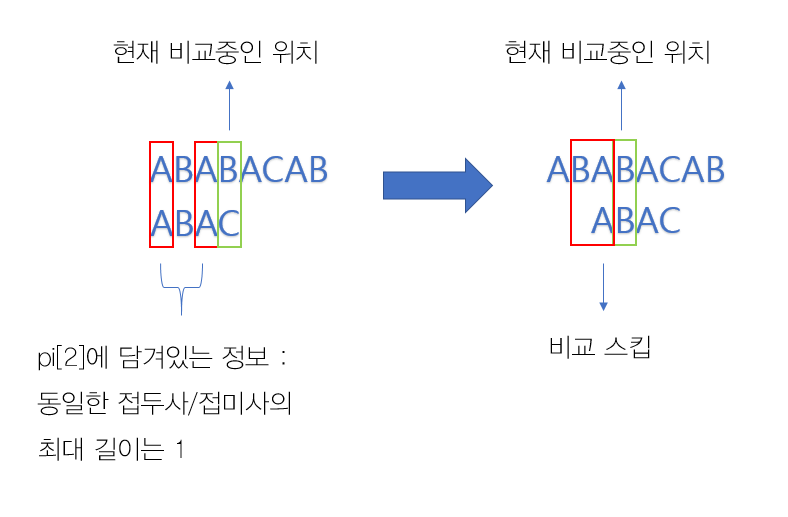 현재 비교중인 위치
현재 비교중인 위치
ABABACAB
ABABACAB
ABAC
ABAC
pi[2]에 담겨있는 정보 :
동일한 접두사/접미사의
최대 길이는 1
비교 스킵